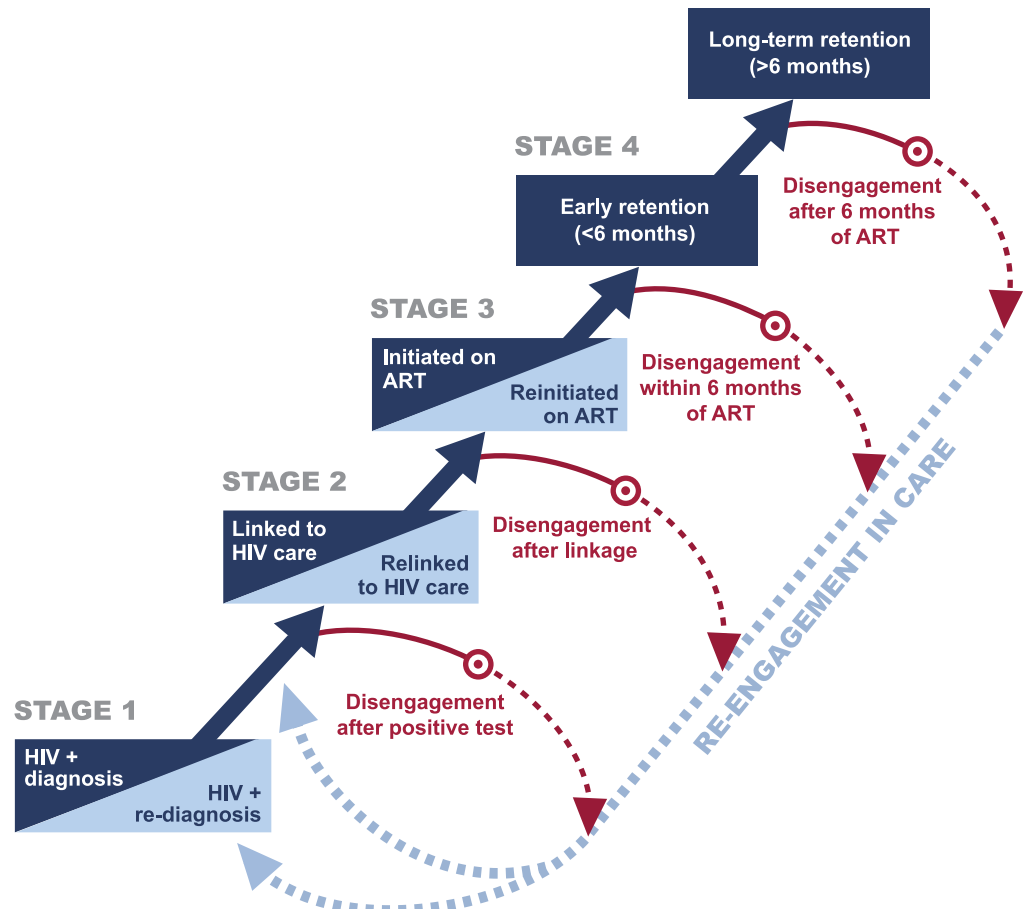 Long-term retention
(>6 months)
STAGE 4
Early retention
(<6 months)
Disengagement
after 6 months
of ART
STAGE 3
Initiated on
ART
Reinitiated
on ART
Disengagement
within 6 months
of ART
STAGE 2
Linked to
HIV care
Relinked
to HIV care
Disengagement
after linkage
RE-ENGAGEMENT IN CARE
STAGE 1
HIV +
diagnosis
HIV +
re-diagnosis
Disengagement
after positive test